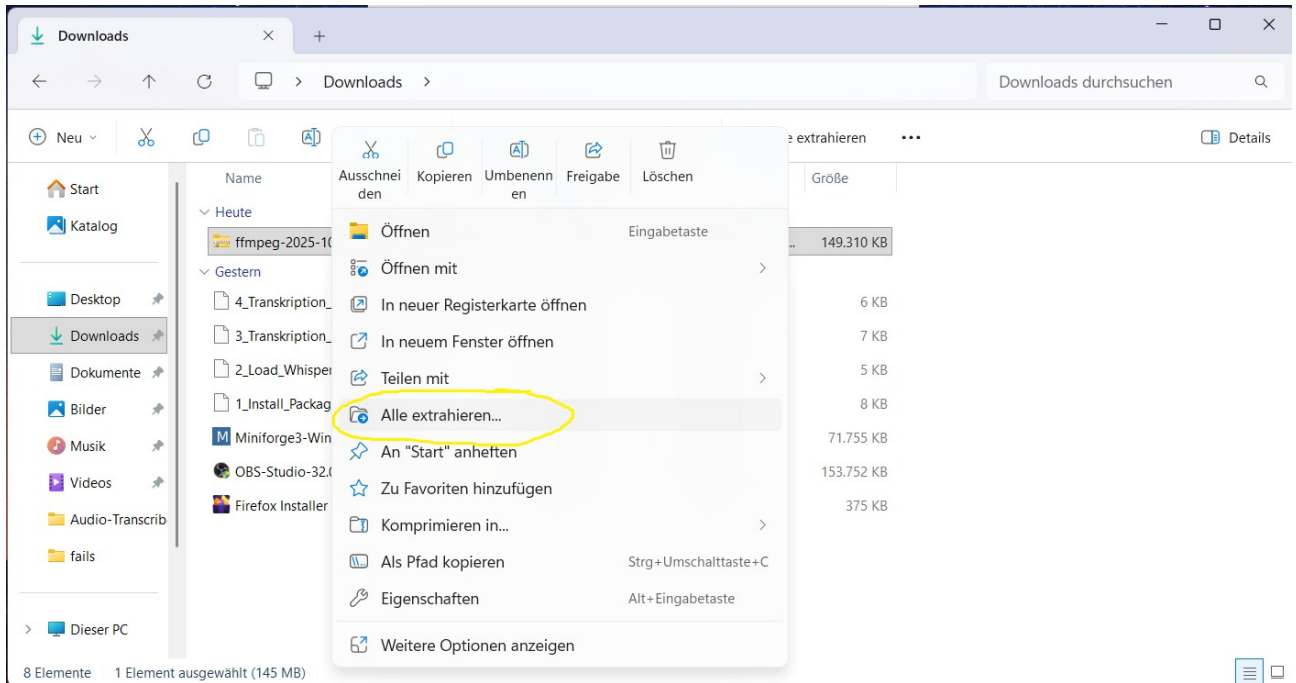 Downloads
Downloads
Downloads durchsuchen
Neu
e extrahieren
Details
Ausschnei
den
Kopieren
Umbenenn
en
Freigabe
Löschen
Start
Katalog
Desktop
Downloads
Dokumente
Bilder
Musik
Videos
Audio-Transcrib
fails
Dieser PC
Name
Größe
Heute
ffmpeg-2025-10
149.310 KB
Gestern
4_Transkription_
6 KB
3_Transkription_
7 KB
2_Load_Whisper
5 KB
1_Install_Packag
8 KB
Miniforge3-Win
71.755 KB
OBS-Studio-32.0
153.752 KB
Firefox Installer
375 KB
Öffnen
Eingabetaste
Öffnen mit
In neuer Registerkarte öffnen
In neuem Fenster öffnen
Teilen mit
Alle extrahieren...
An "Start" anheften
Zu Favoriten hinzufügen
Komprimieren in...
Als Pfad kopieren
Strg+Umschalttaste+C
Eigenschaften
Alt+Eingabetaste
Weitere Optionen anzeigen
8 Elemente
1 Element ausgewählt (145 MB)